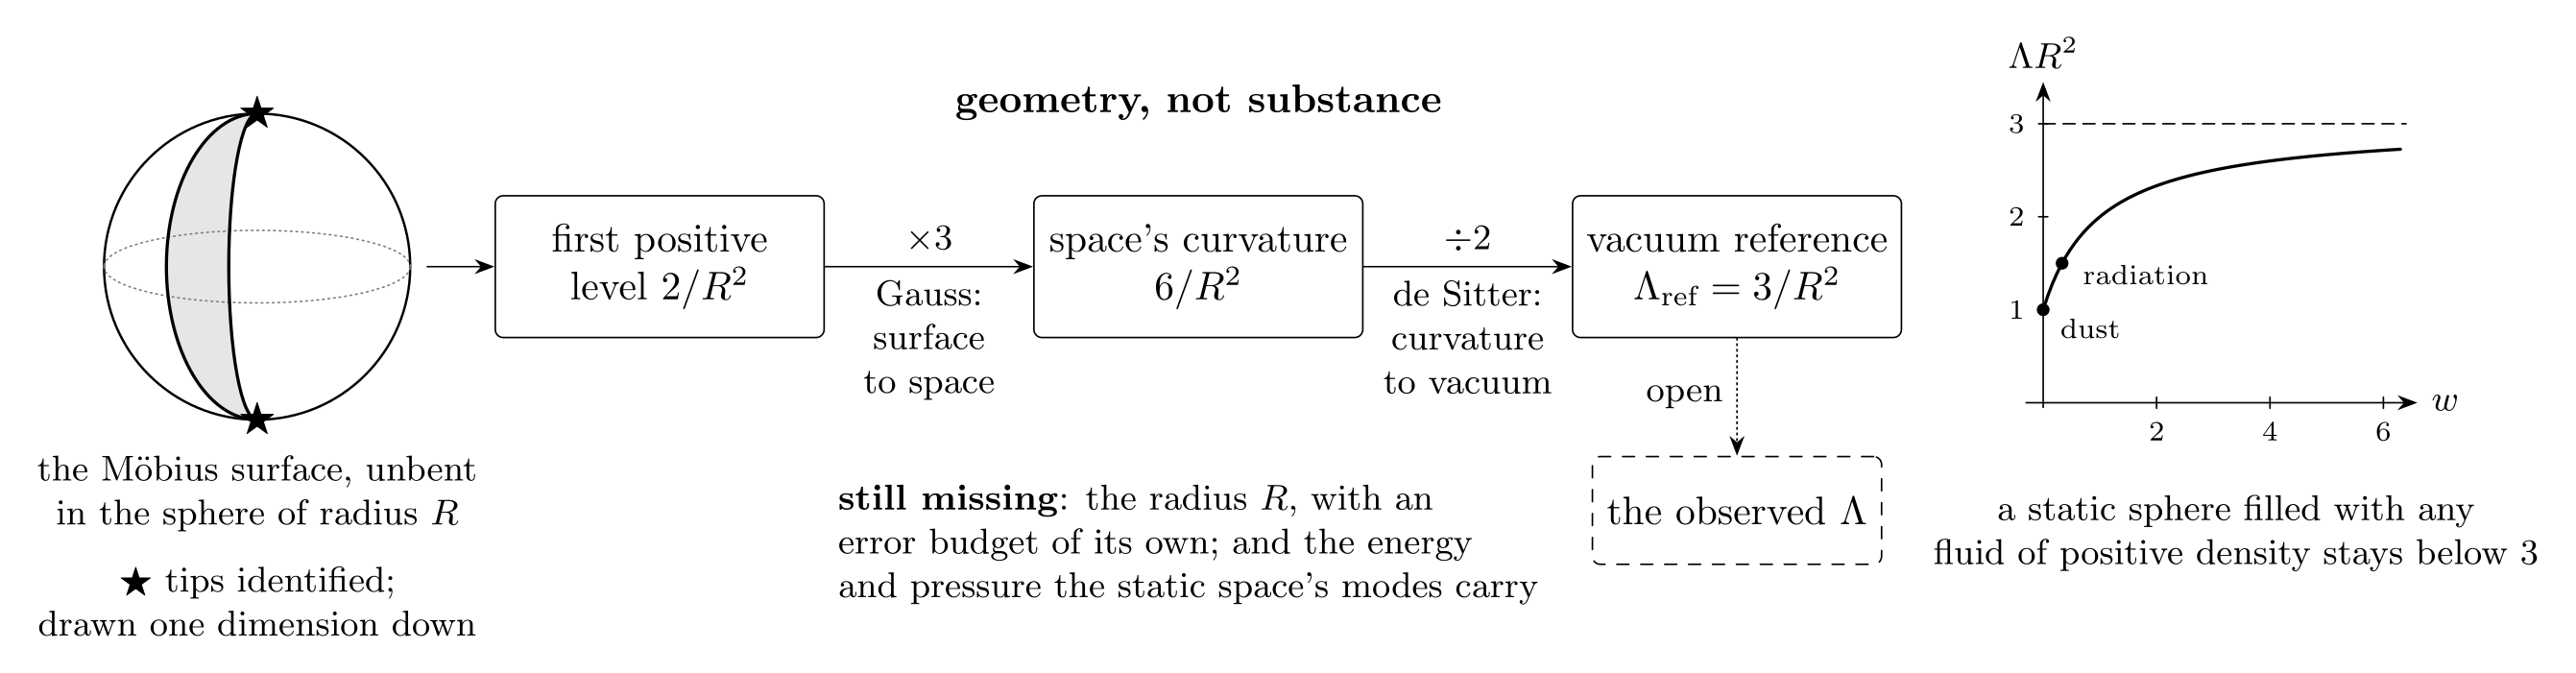 geometry, not substance
the Möbius surface, unbent
in the sphere of radius R
★ tips identified;
drawn one dimension down
first positive
level 2/R²
×3
Gauss:
surface
to space
space's curvature
6/R²
÷2
de Sitter:
curvature
to vacuum
vacuum reference
Λref = 3/R²
open
the observed Λ
still missing: the radius R, with an
error budget of its own; and the energy
and pressure the static space's modes carry
ΛR²
3
2
1
radiation
dust
2 4 6
w
a static sphere filled with any
fluid of positive density stays below 3